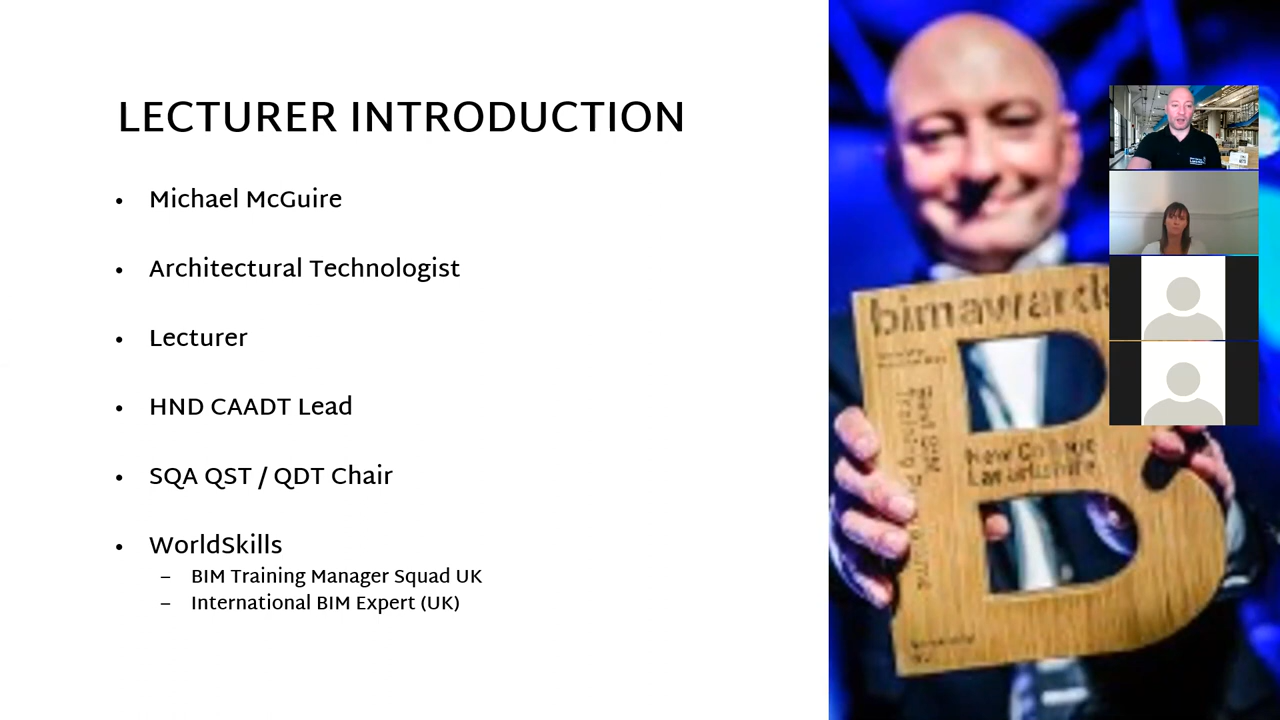 LECTURER INTRODUCTION
• Michael McGuire
• Architectural Technologist
• Lecturer
• HND CAADT Lead
• SQA QST / QDT Chair
• WorldSkills
– BIM Training Manager Squad UK
– International BIM Expert (UK)
bimawards
New College
Lanarkshire